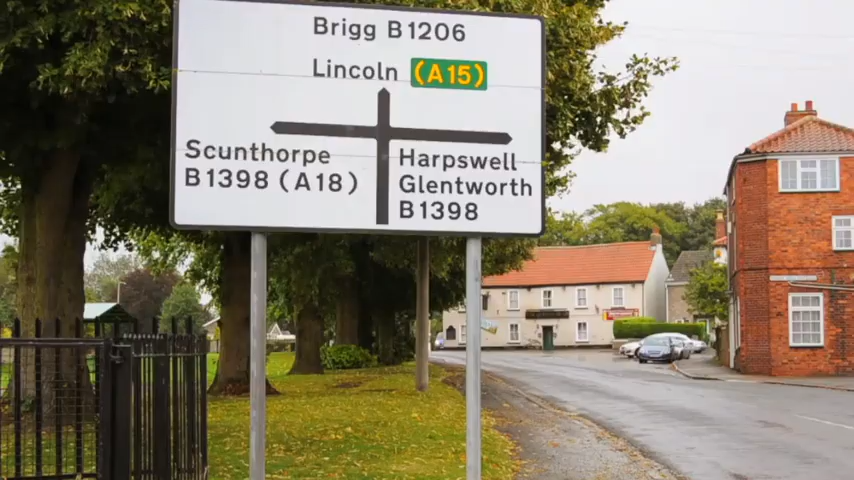 Brigg B1206
Lincoln (A15)
Scunthorpe
B1398 (A18)
Harpswell
Glentworth
B1398